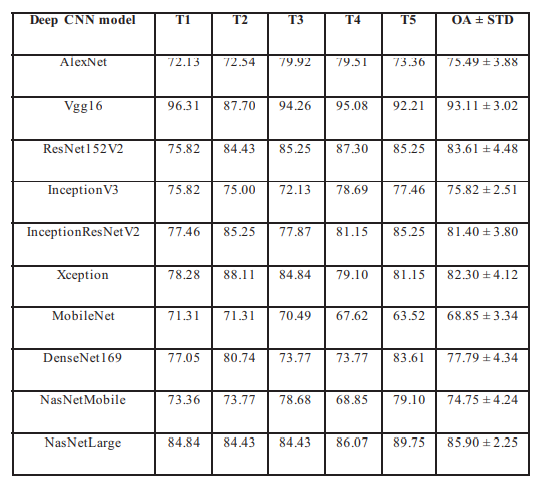 Deep CNN model T1 T2 T3 T4 T5 OA ± STD
AlexNet 72.13 72.54 79.92 79.51 73.36 75.49 ± 3.88
Vgg16 96.31 87.70 94.26 95.08 92.21 93.11 ± 3.02
ResNet152V2 75.82 84.43 85.25 87.30 85.25 83.61 ± 4.48
InceptionV3 75.82 75.00 72.13 78.69 77.46 75.82 ± 2.51
InceptionResNetV2 77.46 85.25 77.87 81.15 85.25 81.40 ± 3.80
Xception 78.28 88.11 84.84 79.10 81.15 82.30 ± 4.12
MobileNet 71.31 71.31 70.49 67.62 63.52 68.85 ± 3.34
DenseNet169 77.05 80.74 73.77 73.77 83.61 77.79 ± 4.34
NasNetMobile 73.36 73.77 78.68 68.85 79.10 74.75 ± 4.24
NasNetLarge 84.84 84.43 84.43 86.07 89.75 85.90 ± 2.25